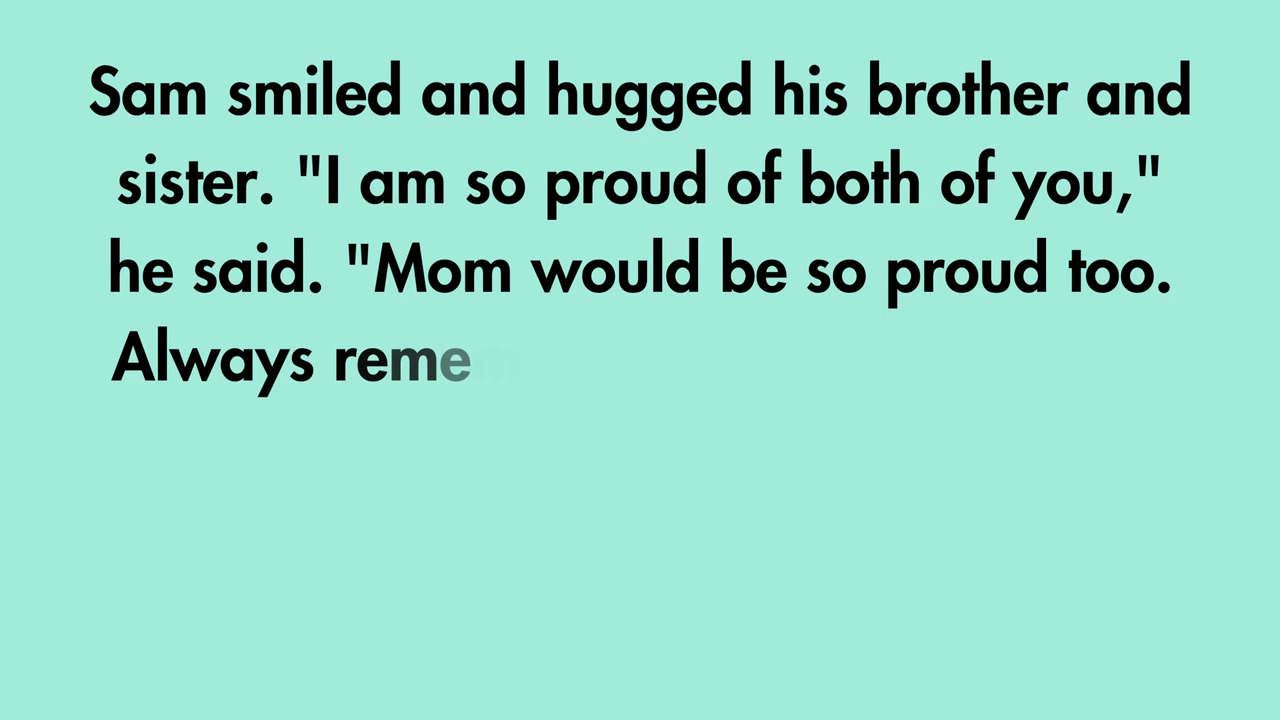 Sam smiled and hugged his brother and
sister. "I am so proud of both of you,"
he said. "Mom would be so proud too.
Always remem